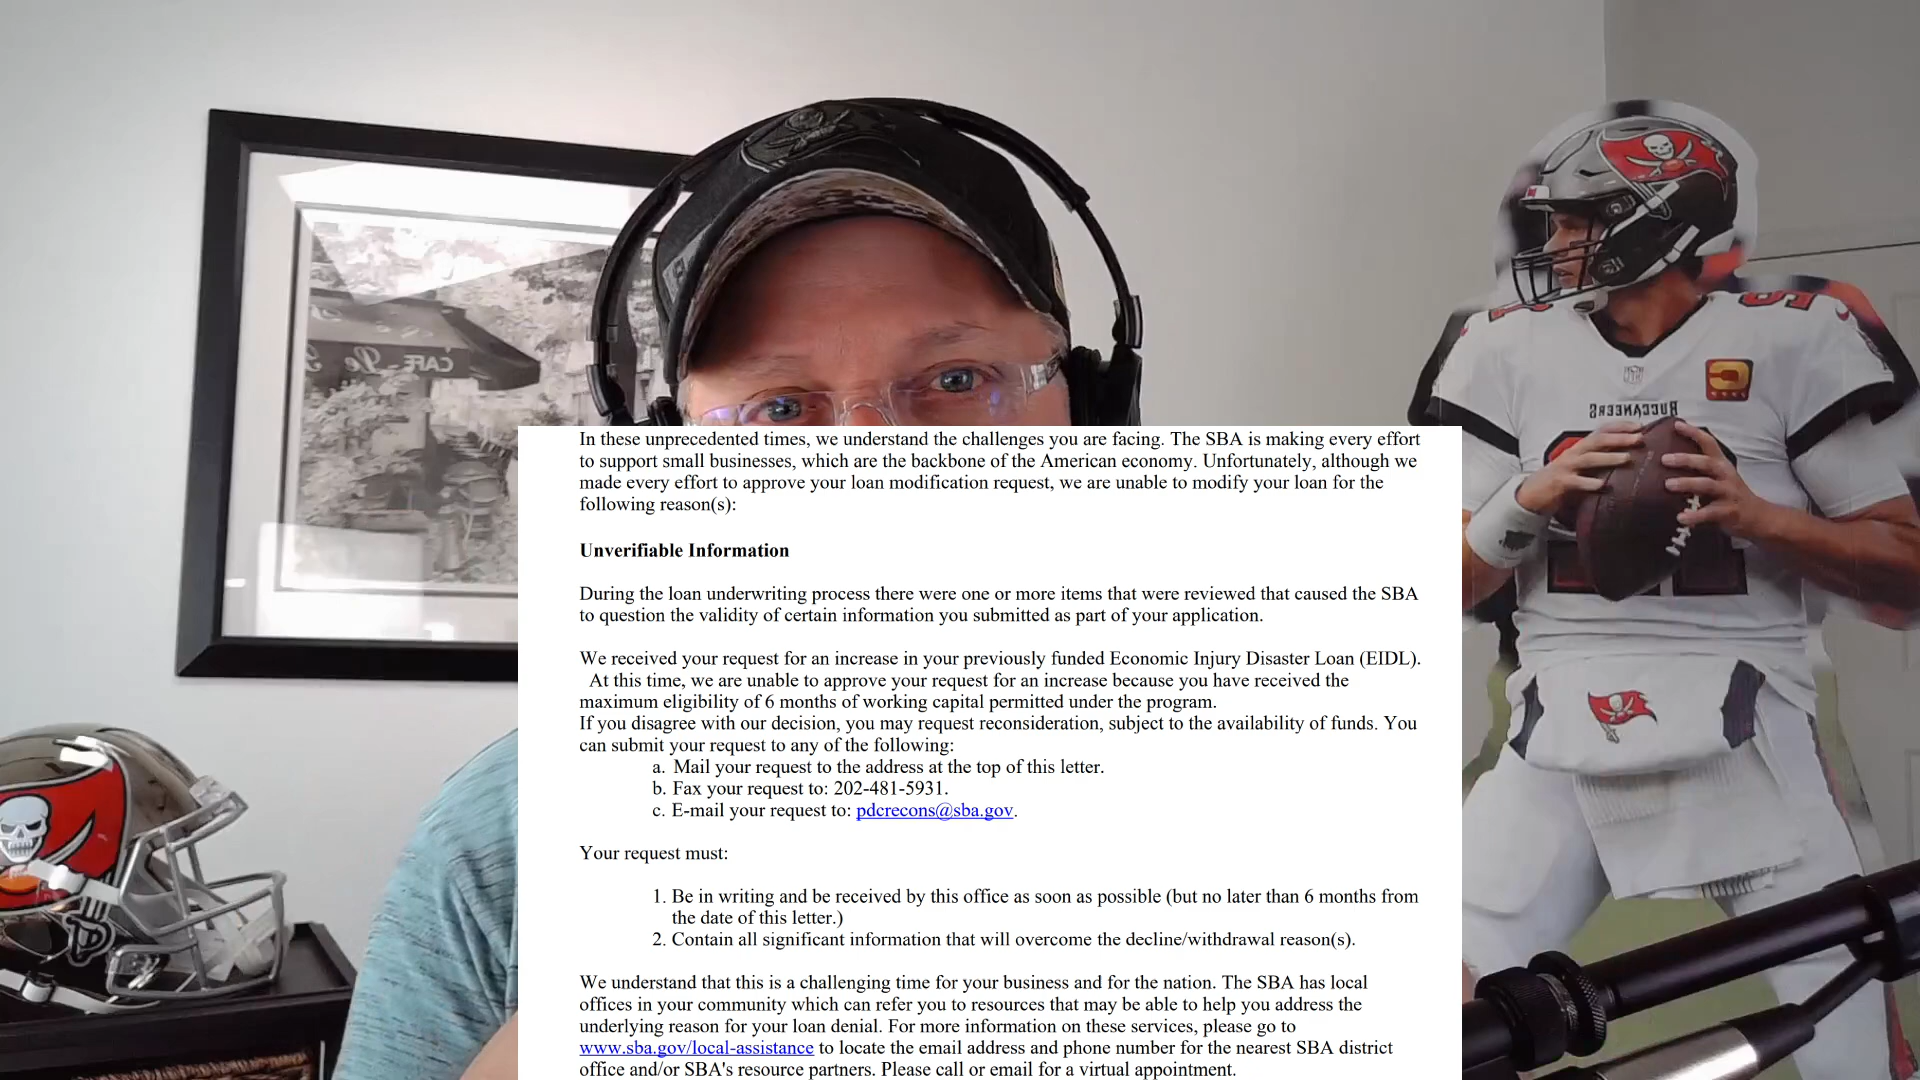 CAFE De
BUCCANEERS
In these unprecedented times, we understand the challenges you are facing. The SBA is making every effort
to support small businesses, which are the backbone of the American economy. Unfortunately, although we
made every effort to approve your loan modification request, we are unable to modify your loan for the
following reason(s):
Unverifiable Information
During the loan underwriting process there were one or more items that were reviewed that caused the SBA
to question the validity of certain information you submitted as part of your application.
We received your request for an increase in your previously funded Economic Injury Disaster Loan (EIDL).
At this time, we are unable to approve your request for an increase because you have received the
maximum eligibility of 6 months of working capital permitted under the program.
If you disagree with our decision, you may request reconsideration, subject to the availability of funds. You
can submit your request to any of the following:
a. Mail your request to the address at the top of this letter.
b. Fax your request to: 202-481-5931.
c. E-mail your request to: pdcrecons@sba.gov.
Your request must:
1. Be in writing and be received by this office as soon as possible (but no later than 6 months from
the date of this letter.)
2. Contain all significant information that will overcome the decline/withdrawal reason(s).
We understand that this is a challenging time for your business and for the nation. The SBA has local
offices in your community which can refer you to resources that may be able to help you address the
underlying reason for your loan denial. For more information on these services, please go to
www.sba.gov/local-assistance to locate the email address and phone number for the nearest SBA district
office and/or SBA's resource partners. Please call or email for a virtual appointment.